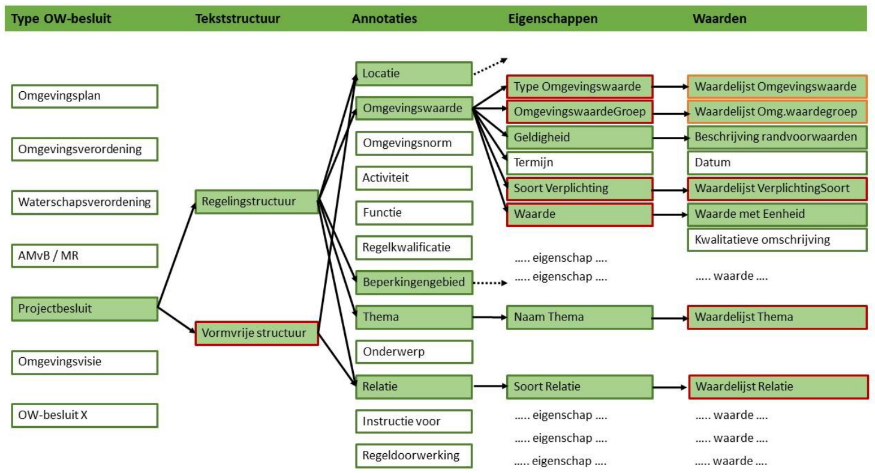 Type OW-besluit
Tekststructuur
Annotaties
Eigenschappen
Waarden
Omgevingsplan
Omgevingsverordening
Waterschapsverordening
AMvB / MR
Projectbesluit
Omgevingsvisie
OW-besluit X
Regelingstructuur
Vormvrije structuur
Locatie
Omgevingswaarde
Omgevingsnorm
Activiteit
Functie
Regelkwalificatie
Beperkingengebied
Thema
Onderwerp
Relatie
Instructie voor
Regeldoorwerking
Type Omgevingswaarde
OmgevingswaardeGroep
Geldigheid
Termijn
Soort Verplichting
Waarde
….. eigenschap ….
….. eigenschap ….
Naam Thema
Soort Relatie
….. eigenschap ….
….. eigenschap ….
….. eigenschap ….
Waardelijst Omgevingswaarde
Waardelijst Omg.waardegroep
Beschrijving randvoorwaarden
Datum
Waardelijst VerplichtingSoort
Waarde met Eenheid
Kwalitatieve omschrijving
….. waarde ….
Waardelijst Thema
Waardelijst Relatie
….. waarde ….
….. waarde ….
….. waarde ….